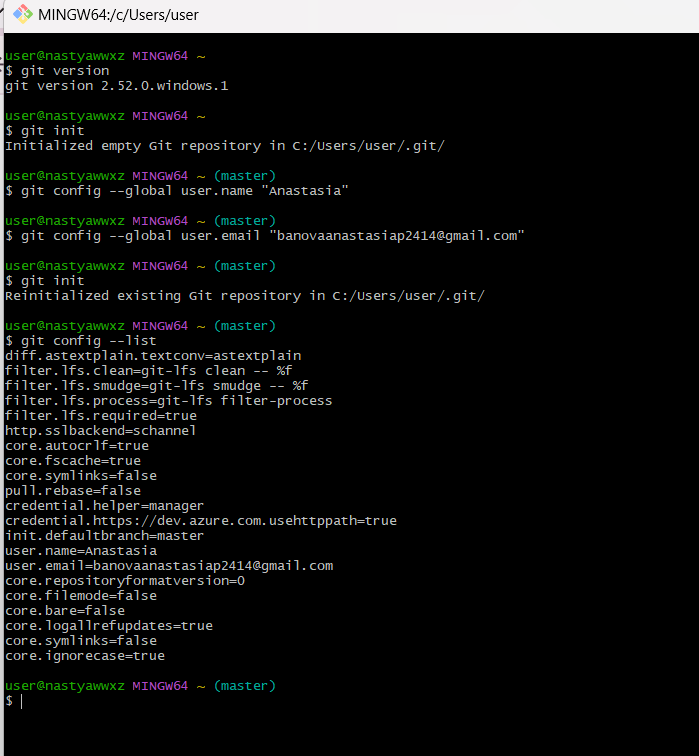 MINGW64:/c/Users/user
user@nastyawwxz MINGW64 ~
$ git version
git version 2.52.0.windows.1
user@nastyawwxz MINGW64 ~
$ git init
Initialized empty Git repository in C:/Users/user/.git/
user@nastyawwxz MINGW64 ~ (master)
$ git config --global user.name "Anastasia"
user@nastyawwxz MINGW64 ~ (master)
$ git config --global user.email "banovaanastasiap2414@gmail.com"
user@nastyawwxz MINGW64 ~ (master)
$ git init
Reinitialized existing Git repository in C:/Users/user/.git/
user@nastyawwxz MINGW64 ~ (master)
$ git config --list
diff.astextplain.textconv=astextplain
filter.lfs.clean=git-lfs clean -- %f
filter.lfs.smudge=git-lfs smudge -- %f
filter.lfs.process=git-lfs filter-process
filter.lfs.required=true
http.sslbackend=schannel
core.autocrlf=true
core.fscache=true
core.symlinks=false
pull.rebase=false
credential.helper=manager
credential.https://dev.azure.com.usehttppath=true
init.defaultbranch=master
user.name=Anastasia
user.email=banovaanastasiap2414@gmail.com
core.repositoryformatversion=0
core.filemode=false
core.bare=false
core.logallrefupdates=true
core.symlinks=false
core.ignorecase=true
user@nastyawwxz MINGW64 ~ (master)
$